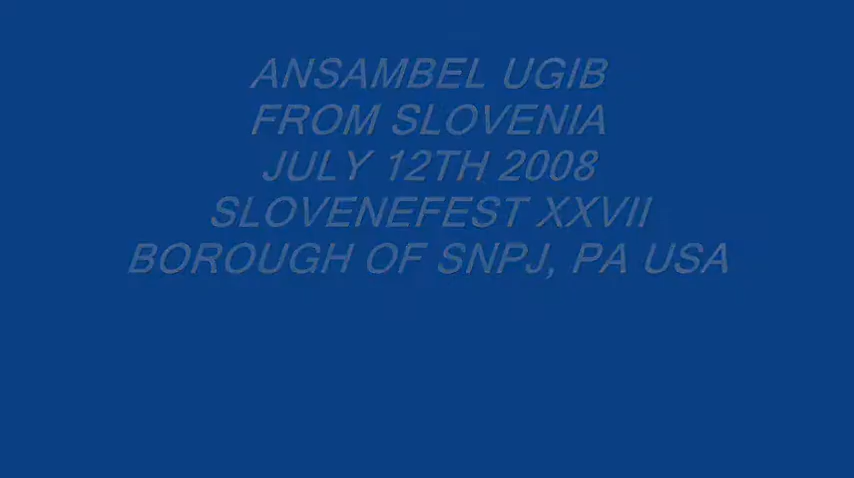 ANSAMBEL UGIB
FROM SLOVENIA
JULY 12TH 2008
SLOVENEFEST XXVII
BOROUGH OF SNPJ, PA USA